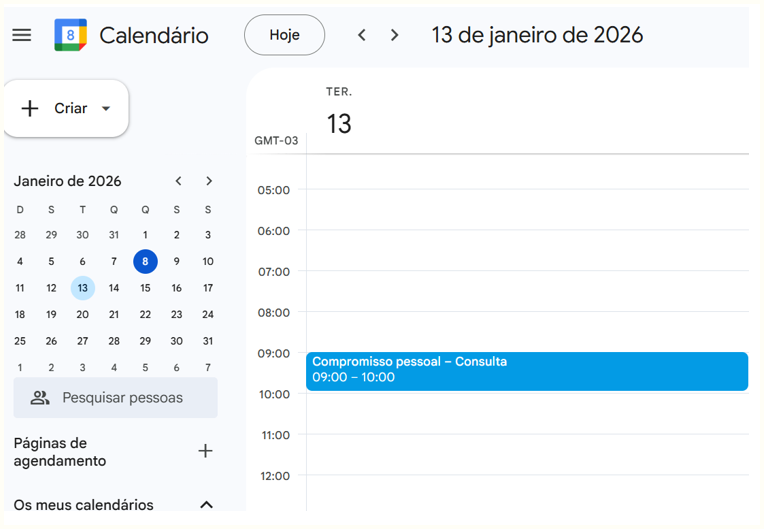 8 Calendário Hoje 13 de janeiro de 2026
Criar
TER.
13
GMT-03
Janeiro de 2026
D S T Q Q S S
28 29 30 31 1 2 3
4 5 6 7 8 9 10
11 12 13 14 15 16 17
18 19 20 21 22 23 24
25 26 27 28 29 30 31
1 2 3 4 5 6 7
Pesquisar pessoas
Páginas de
agendamento
Os meus calendários
05:00
06:00
07:00
08:00
09:00
Compromisso pessoal – Consulta
09:00 – 10:00
10:00
11:00
12:00